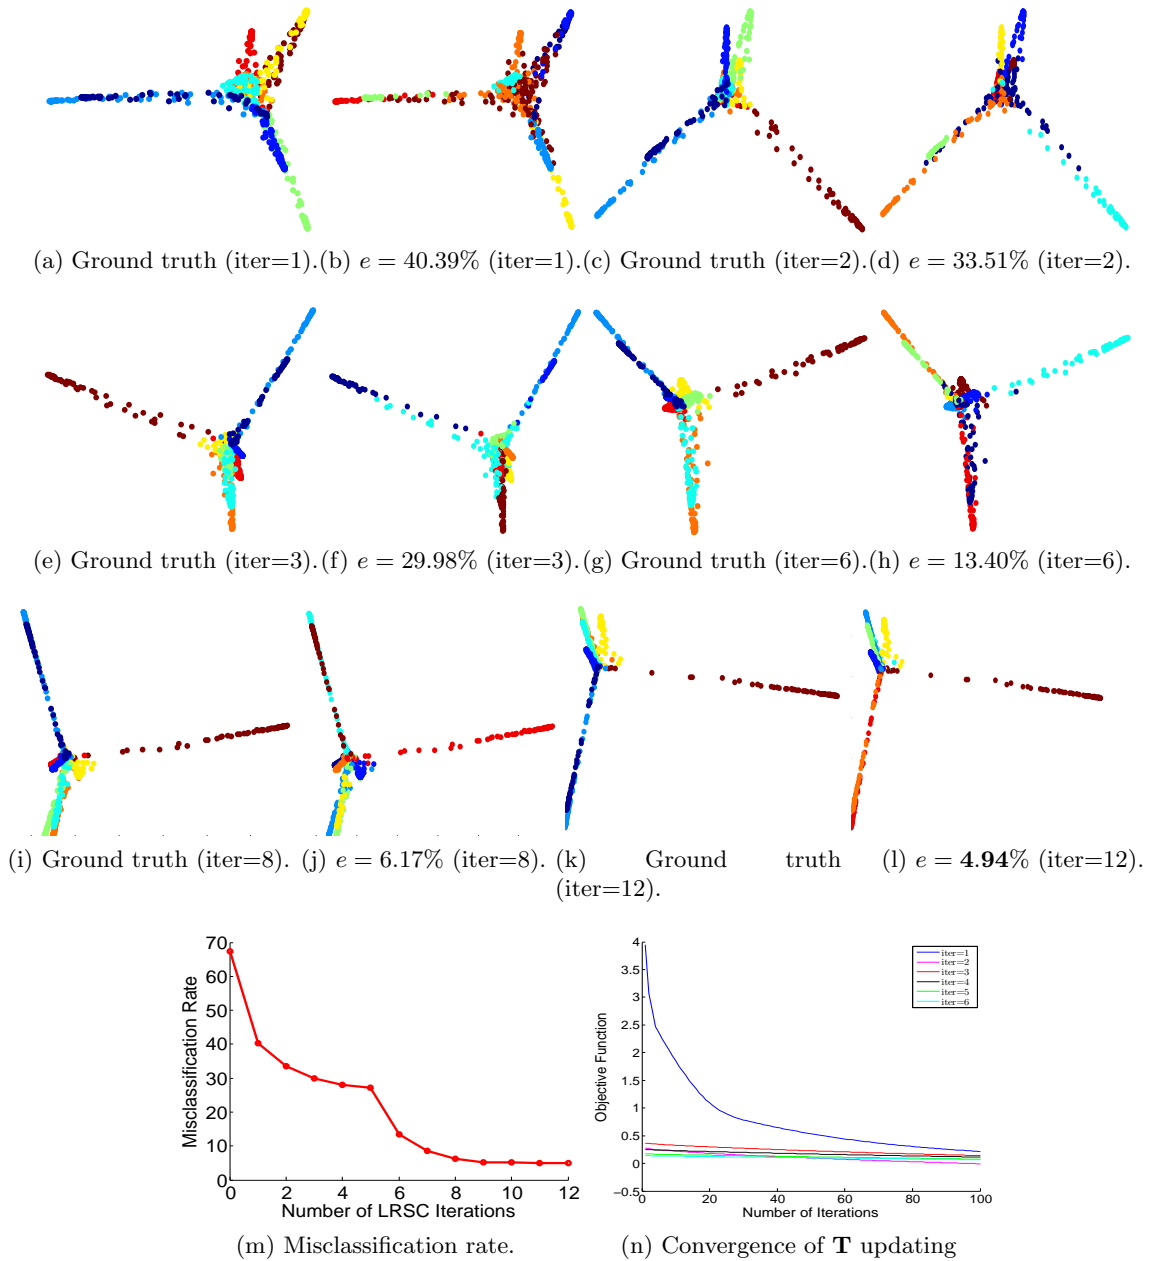 (a) Ground truth (iter=1). (b) e = 40.39% (iter=1). (c) Ground truth (iter=2). (d) e = 33.51% (iter=2).
(e) Ground truth (iter=3). (f) e = 29.98% (iter=3). (g) Ground truth (iter=6). (h) e = 13.40% (iter=6).
(i) Ground truth (iter=8). (j) e = 6.17% (iter=8). (k) Ground truth (l) e = 4.94% (iter=12).
(iter=12).
70
60
50
40
30
20
10
0
Misclassification Rate
0 2 4 6 8 10 12
Number of LRSC Iterations
(m) Misclassification rate.
4
3.5
3
2.5
2
1.5
1
0.5
0
−0.5
Objective Function
iter=1
iter=2
iter=3
iter=4
iter=5
iter=6
0 20 40 60 80 100
Number of Iterations
(n) Convergence of T updating